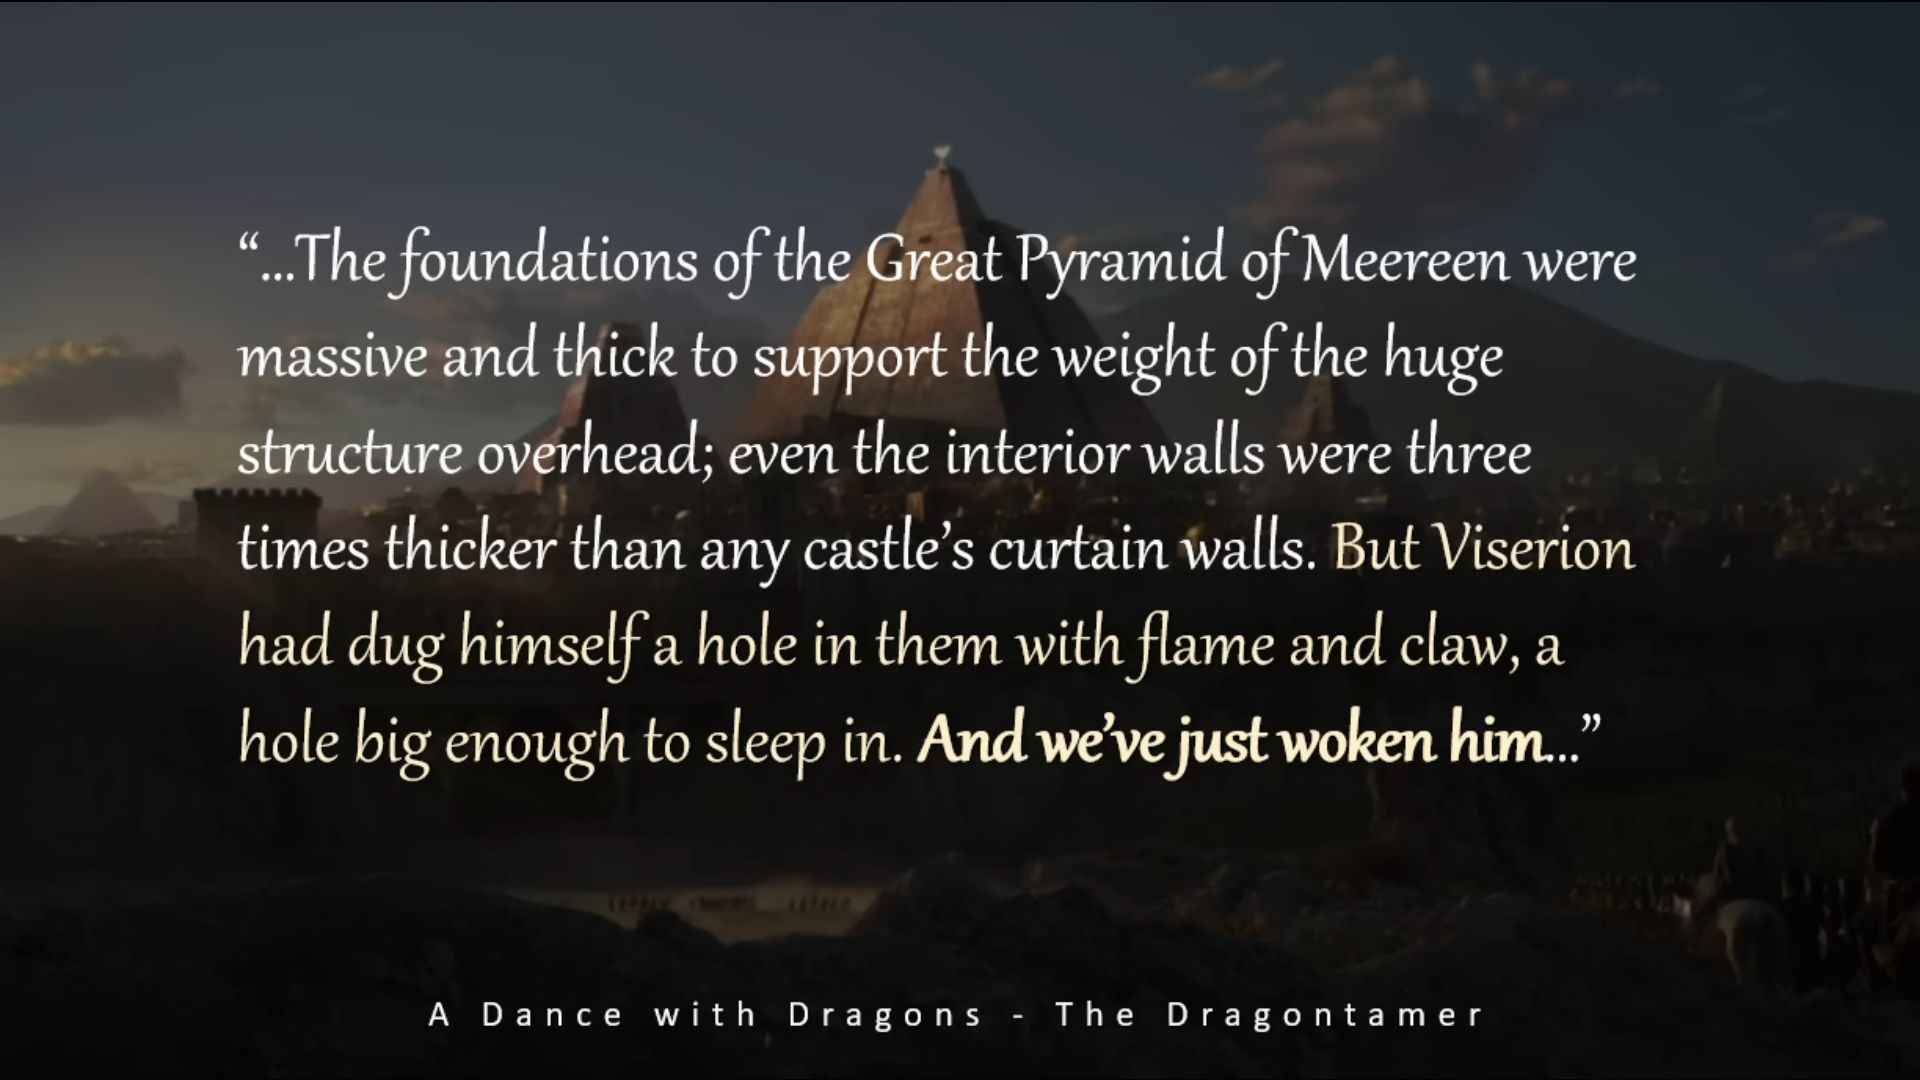 “...The foundations of the Great Pyramid of Meereen were
massive and thick to support the weight of the huge
structure overhead; even the interior walls were three
times thicker than any castle’s curtain walls. But Viserion
had dug himself a hole in them with flame and claw, a
hole big enough to sleep in. And we’ve just woken him...”
A Dance with Dragons - The Dragontamer